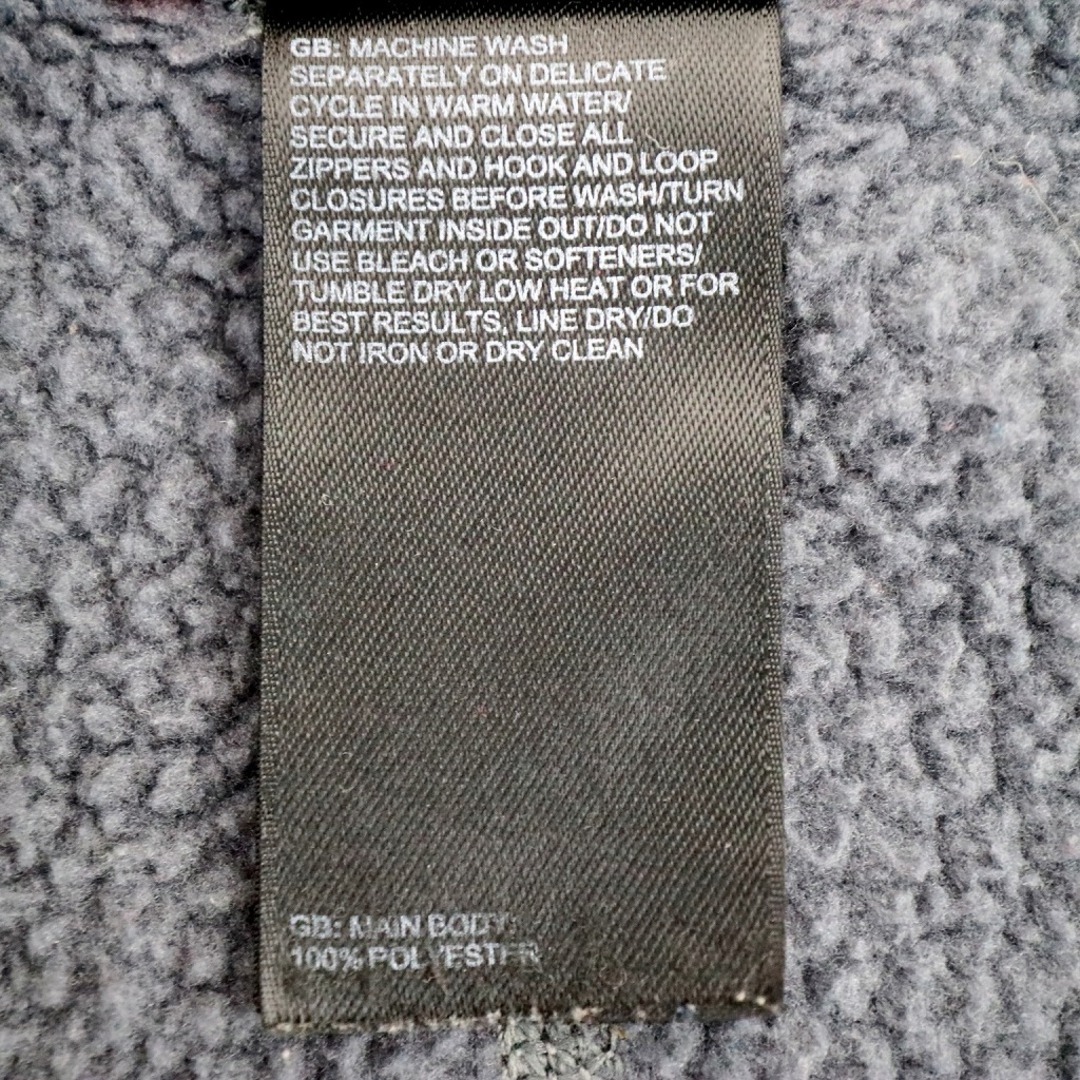 GB: MACHINE WASH
SEPARATELY ON DELICATE
CYCLE IN WARM WATER/
SECURE AND CLOSE ALL
ZIPPERS AND HOOK AND LOOP
CLOSURES BEFORE WASH/TURN
GARMENT INSIDE OUT/DO NOT
USE BLEACH OR SOFTENERS/
TUMBLE DRY LOW HEAT OR FOR
BEST RESULTS, LINE DRY/DO
NOT IRON OR DRY CLEAN
GB: MAIN BODY:
100% POLYESTER